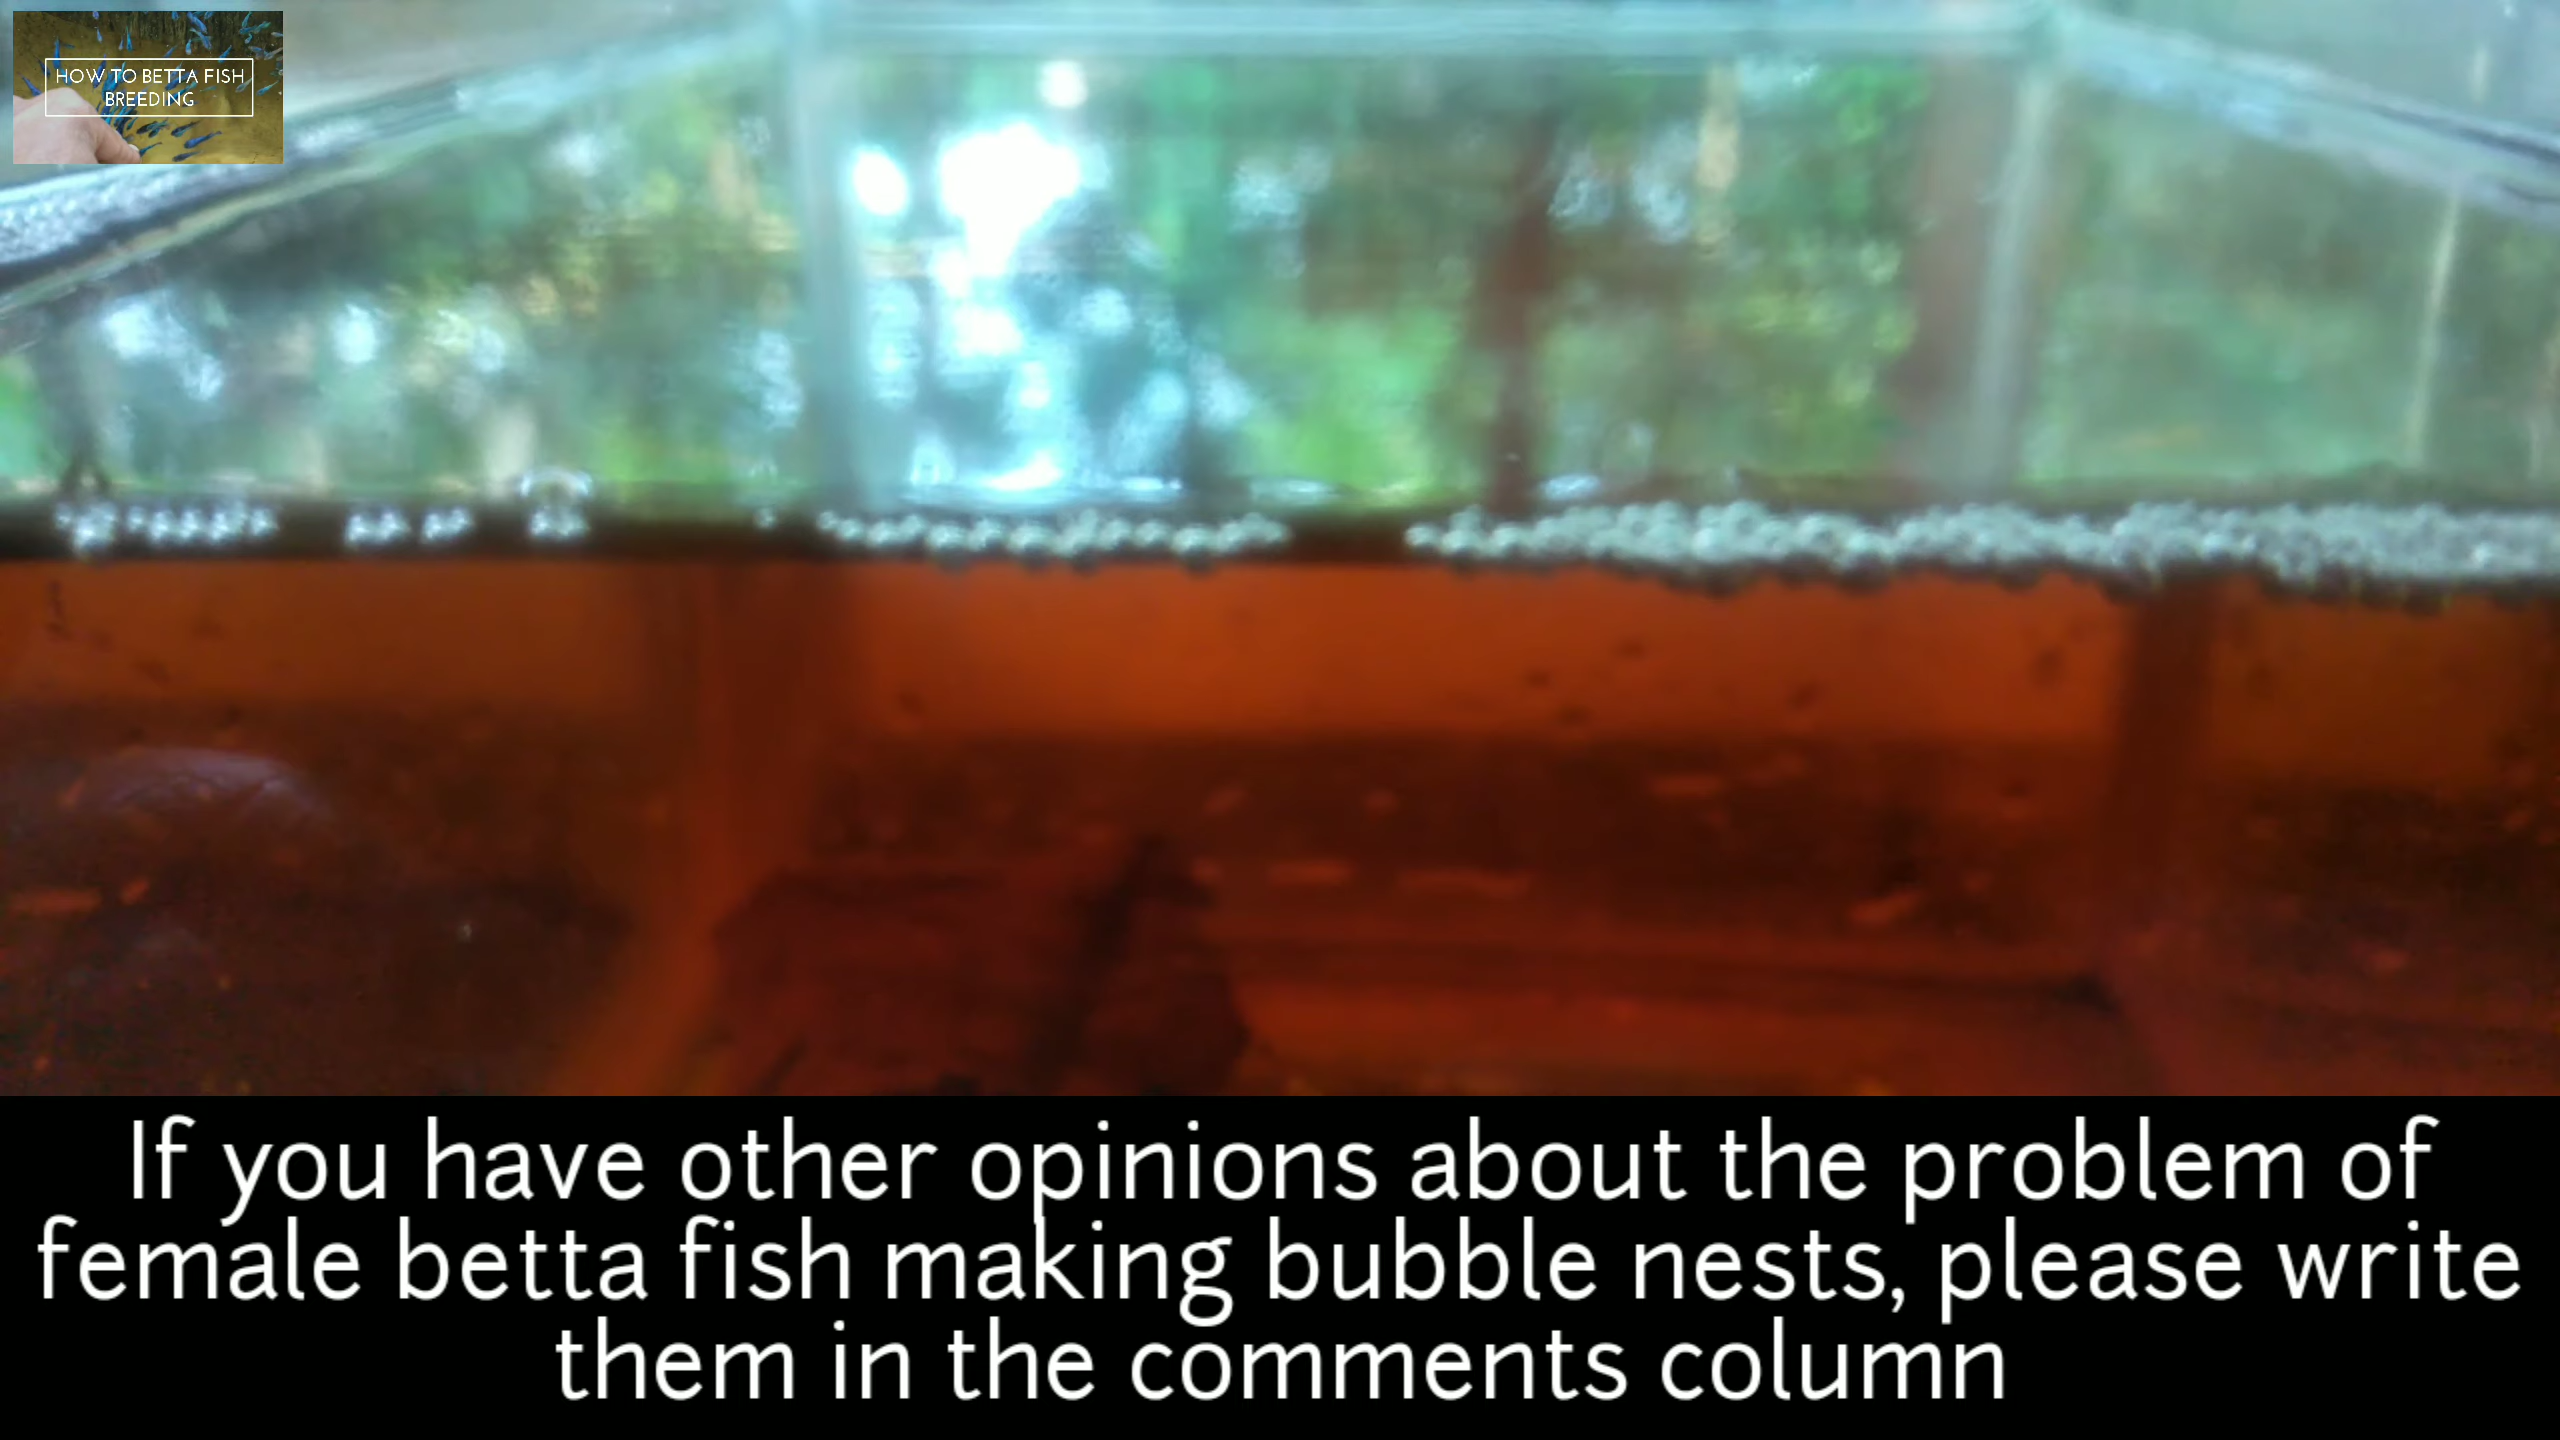 HOW TO BETTA FISH
BREEDING
If you have other opinions about the problem of
female betta fish making bubble nests, please write
them in the comments column